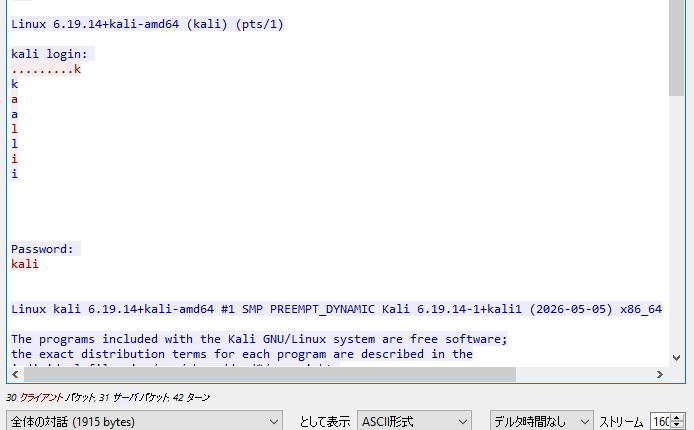 Linux 6.19.14+kali-amd64 (kali) (pts/1)
kali login:
.........k
k
a
a
l
l
i
i
Password:
kali
Linux kali 6.19.14+kali-amd64 #1 SMP PREEMPT_DYNAMIC Kali 6.19.14-1+kali1 (2026-05-05) x86_64
The programs included with the Kali GNU/Linux system are free software;
the exact distribution terms for each program are described in the
30 クライアント パケット, 31 サーバ パケット, 42 ターン
全体の対話 (1915 bytes) として表示 ASCII形式 デルタ時間なし ストリーム 160